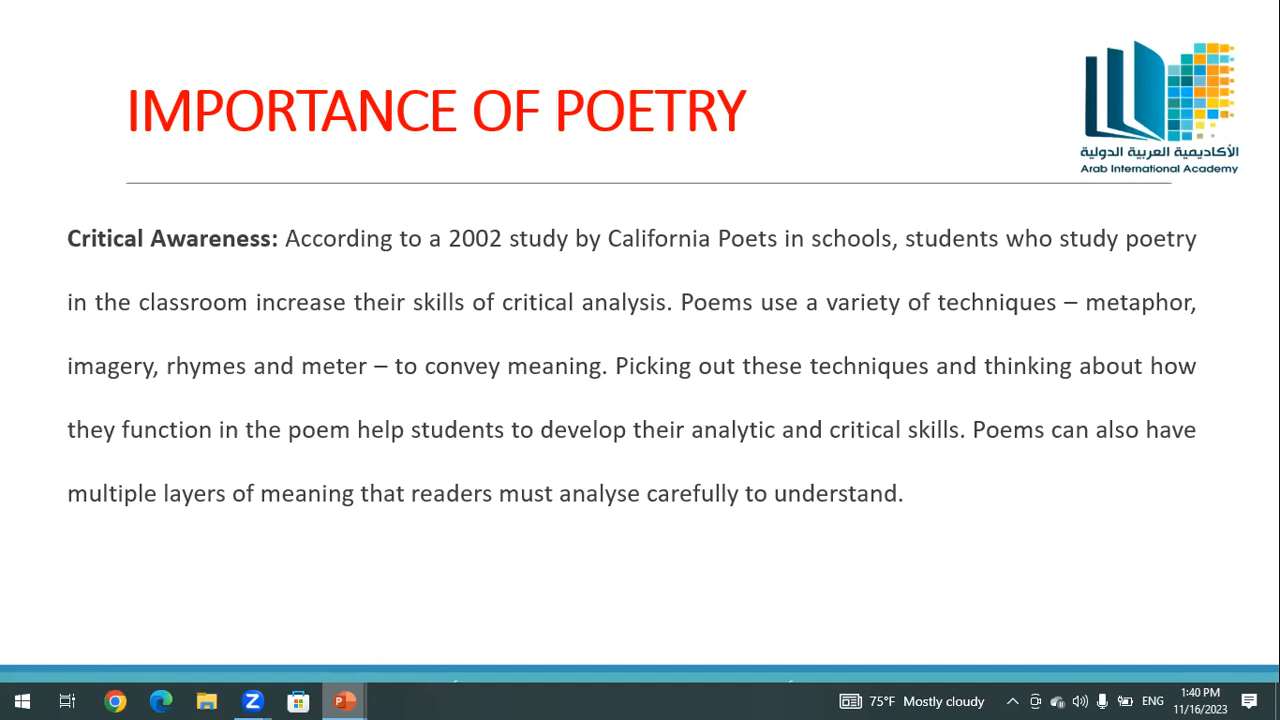 IMPORTANCE OF POETRY
الأكاديمية العربية الدولية
Arab International Academy
Critical Awareness: According to a 2002 study by California Poets in schools, students who study poetry
in the classroom increase their skills of critical analysis. Poems use a variety of techniques – metaphor,
imagery, rhymes and meter – to convey meaning. Picking out these techniques and thinking about how
they function in the poem help students to develop their analytic and critical skills. Poems can also have
multiple layers of meaning that readers must analyse carefully to understand.
75°F Mostly cloudy
ENG
1:40 PM
11/16/2023